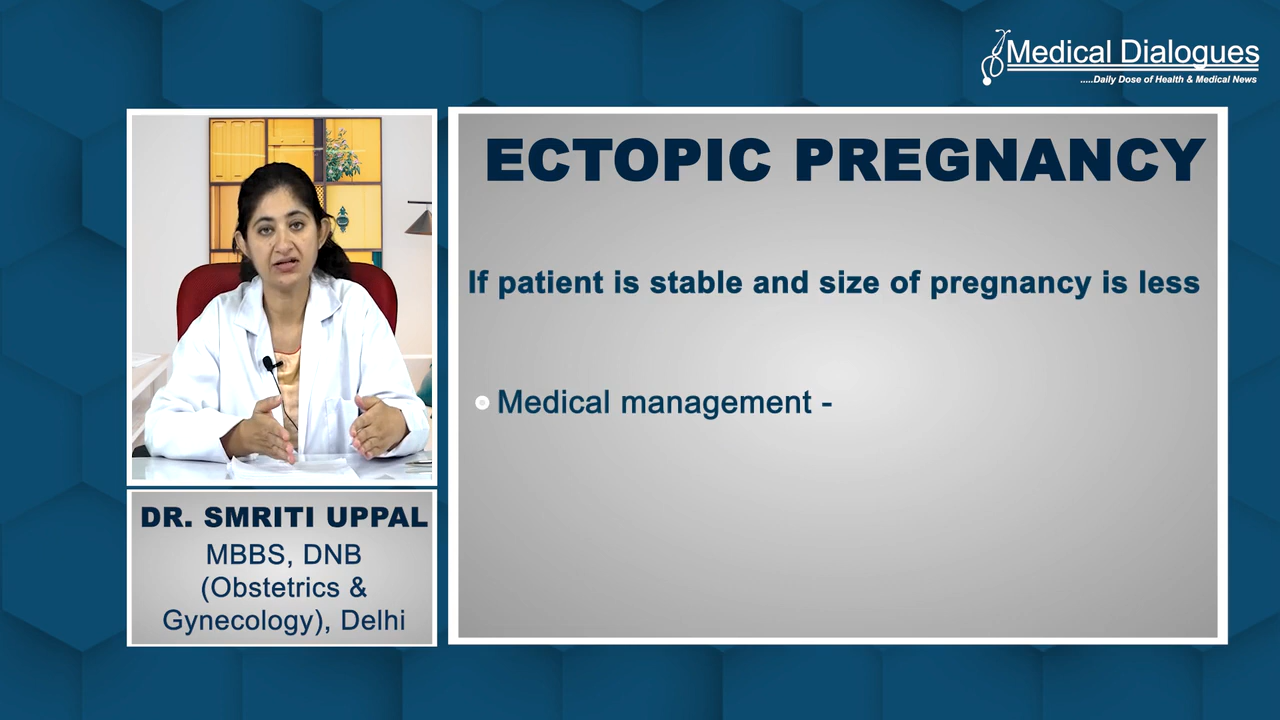 Medical Dialogues
.....Daily Dose of Health & Medical News
ECTOPIC PREGNANCY
If patient is stable and size of pregnancy is less
Medical management -
DR. SMRITI UPPAL
MBBS, DNB
(Obstetrics &
Gynecology), Delhi